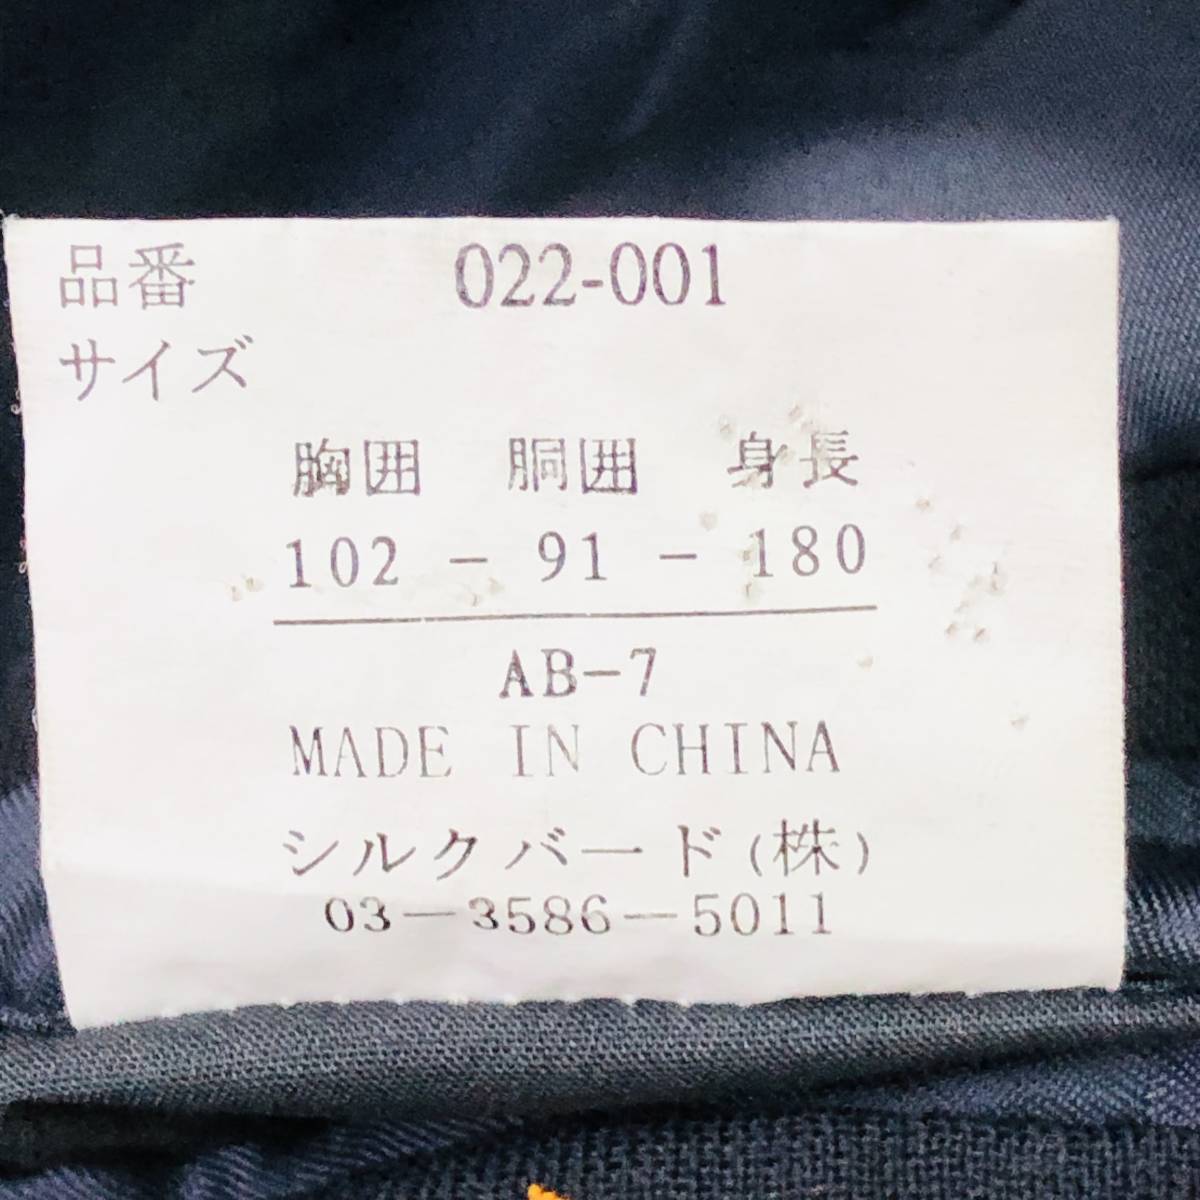 品番 022-001
サイズ
胸囲 胴囲 身長
102 − 91 − 180
AB−7
MADE IN CHINA
シルクバード(株)
03−3586−5011